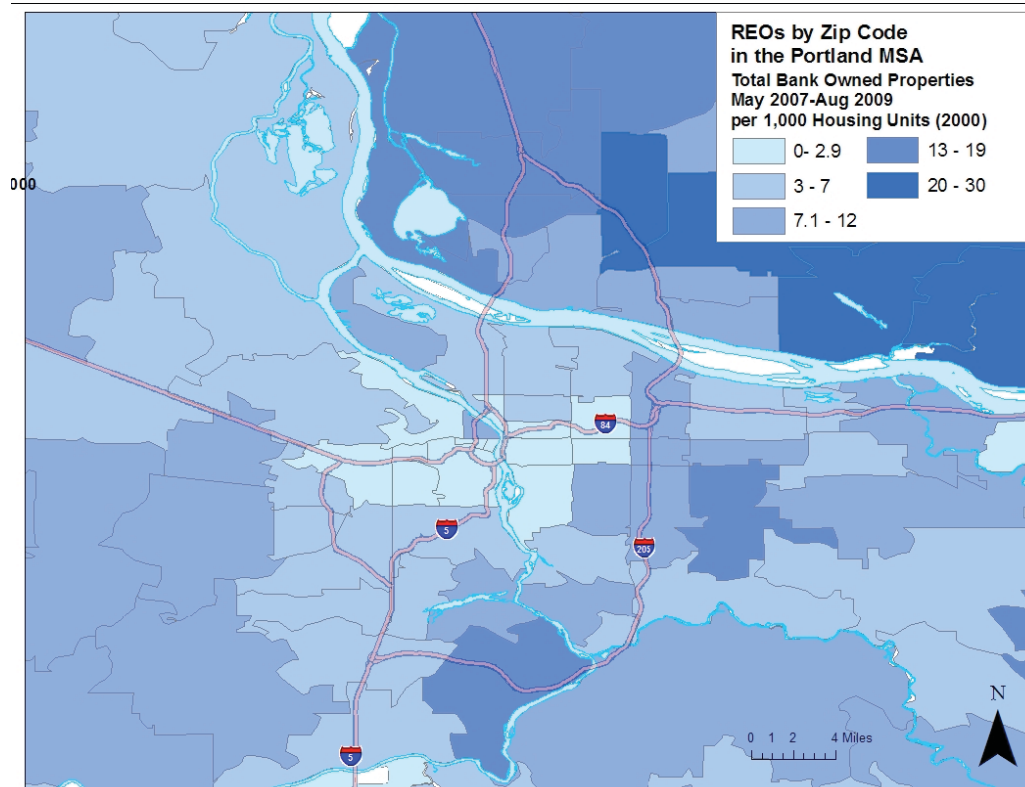 REOs by Zip Code
in the Portland MSA
Total Bank Owned Properties
May 2007-Aug 2009
per 1,000 Housing Units (2000)
0- 2.9
13 - 19
3 - 7
20 - 30
7.1 - 12
000
84
5
205
N
0 1 2 4 Miles
5